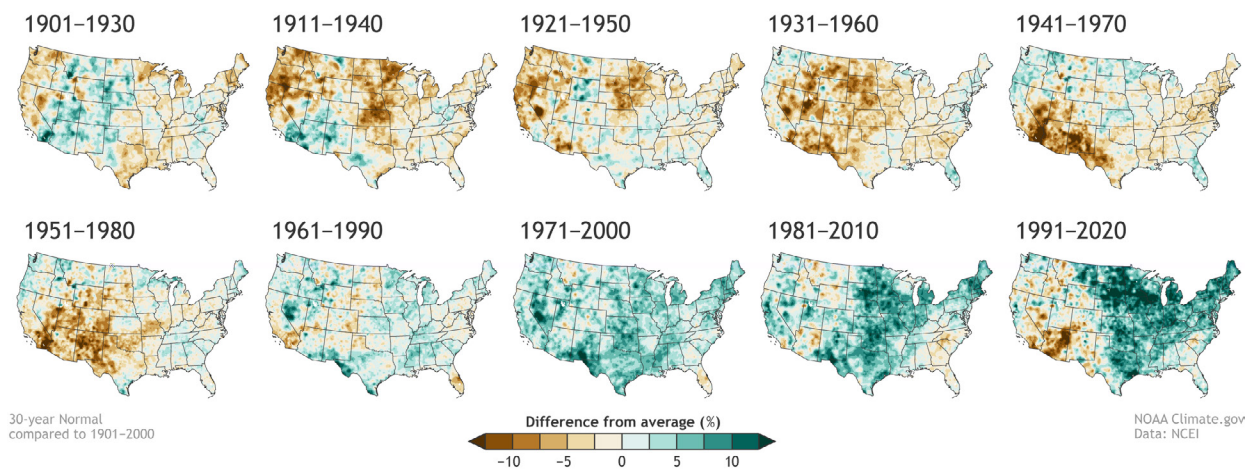 1901–1930
1911–1940
1921–1950
1931–1960
1941–1970
1951–1980
1961–1990
1971–2000
1981–2010
1991–2020
30-year Normal
compared to 1901–2000
Difference from average (%)
−10 −5 0 5 10
NOAA Climate.gov
Data: NCEI